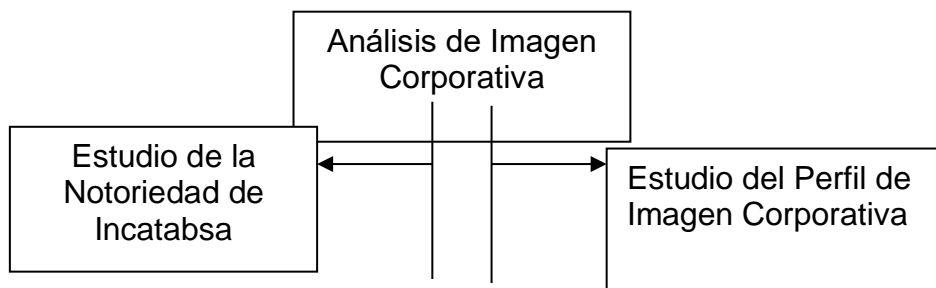 Análisis de Imagen
Corporativa
Estudio de la
Notoriedad de
Incatabsa
Estudio del Perfil de
Imagen Corporativa